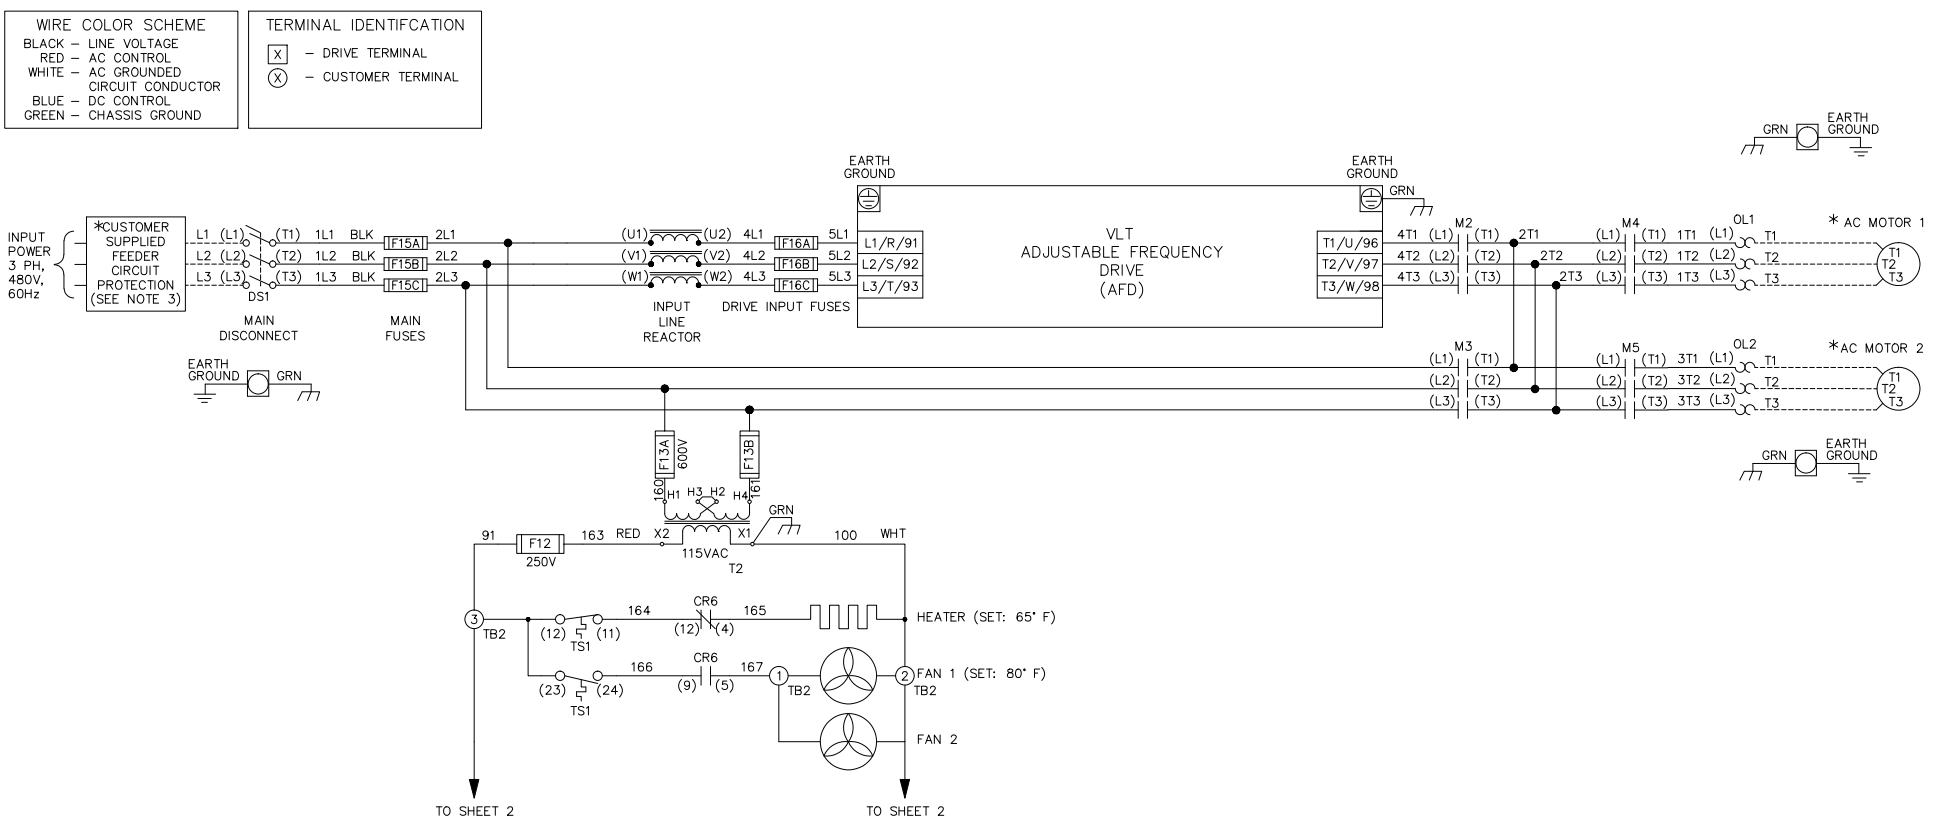 WIRE COLOR SCHEME
BLACK – LINE VOLTAGE
RED – AC CONTROL
WHITE – AC GROUNDED
CIRCUIT CONDUCTOR
BLUE – DC CONTROL
GREEN – CHASSIS GROUND
TERMINAL IDENTIFCATION
X – DRIVE TERMINAL
X – CUSTOMER TERMINAL
GRN
EARTH
GROUND
EARTH
GROUND
EARTH
GROUND
GRN
INPUT
POWER
3 PH,
480V,
60Hz
*CUSTOMER
SUPPLIED
FEEDER
CIRCUIT
PROTECTION
(SEE NOTE 3)
L1 (L1) (T1) 1L1 BLK F15A 2L1 (U1) (U2) 4L1 F16A 5L1 L1/R/91
L2 (L2) (T2) 1L2 BLK F15B 2L2 (V1) (V2) 4L2 F16B 5L2 L2/S/92
L3 (L3) (T3) 1L3 BLK F15C 2L3 (W1) (W2) 4L3 F16C 5L3 L3/T/93
DS1
MAIN
DISCONNECT
MAIN
FUSES
INPUT
LINE
REACTOR
DRIVE INPUT FUSES
VLT
ADJUSTABLE FREQUENCY
DRIVE
(AFD)
M2 M4 OL1 * AC MOTOR 1
T1/U/96 4T1 (L1) (T1) 2T1 (L1) (T1) 1T1 (L1) T1
T2/V/97 4T2 (L2) (T2) 2T2 (L2) (T2) 1T2 (L2) T2
T3/W/98 4T3 (L3) (T3) 2T3 (L3) (T3) 1T3 (L3) T3
T1
T2
T3
EARTH
GROUND
GRN
M3 M5 OL2 * AC MOTOR 2
(L1) (T1) (L1) (T1) 3T1 (L1) T1
(L2) (T2) (L2) (T2) 3T2 (L2) T2
(L3) (T3) (L3) (T3) 3T3 (L3) T3
T1
T2
T3
GRN
EARTH
GROUND
F13A
600V
F13B
160
161
H1 H3 H2 H4
GRN
91 F12 163 RED X2 X1 100 WHT
250V
115VAC
T2
3
TB2
164 CR6 165
(12) (11) (12) (4)
TS1
HEATER (SET: 65° F)
166 CR6 167 1
(23) (24) (9) (5) TB2
TS1
2 FAN 1 (SET: 80° F)
TB2
FAN 2
TO SHEET 2
TO SHEET 2